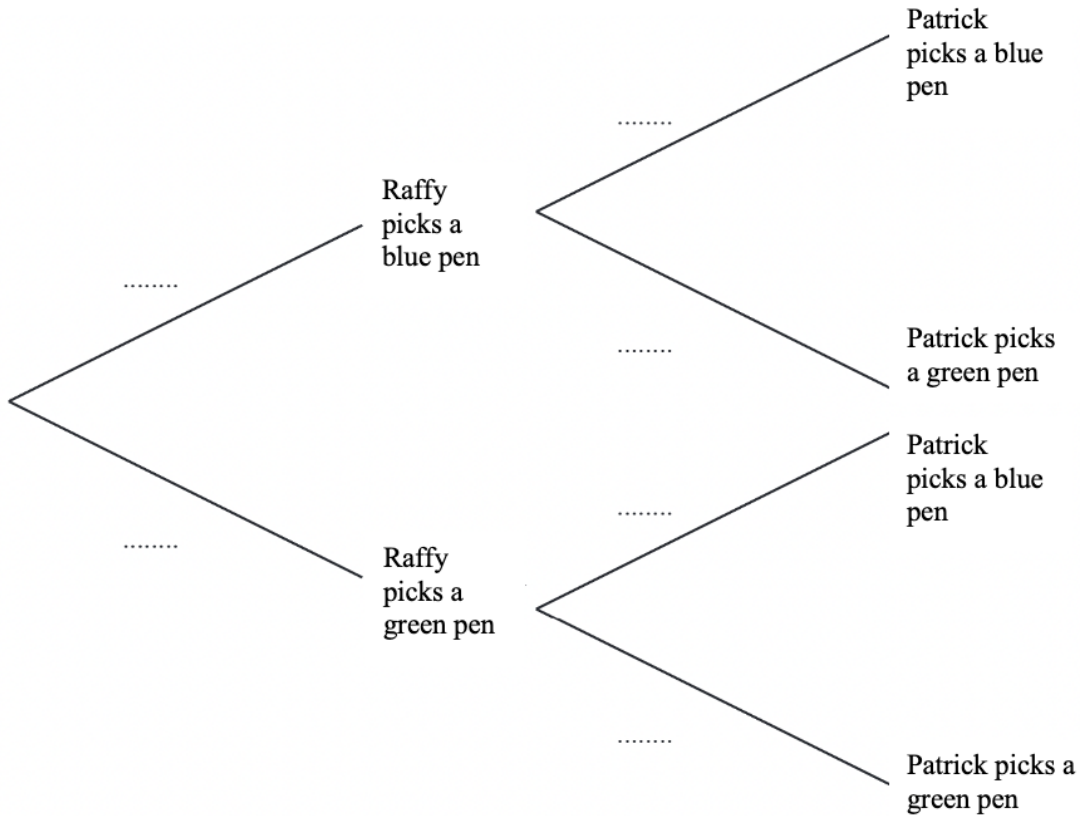 Patrick
picks a blue
pen
........
Raffy
picks a
blue pen
........
........
Patrick picks
a green pen
Patrick
picks a blue
pen
........
........
Raffy
picks a
green pen
........
Patrick picks a
green pen